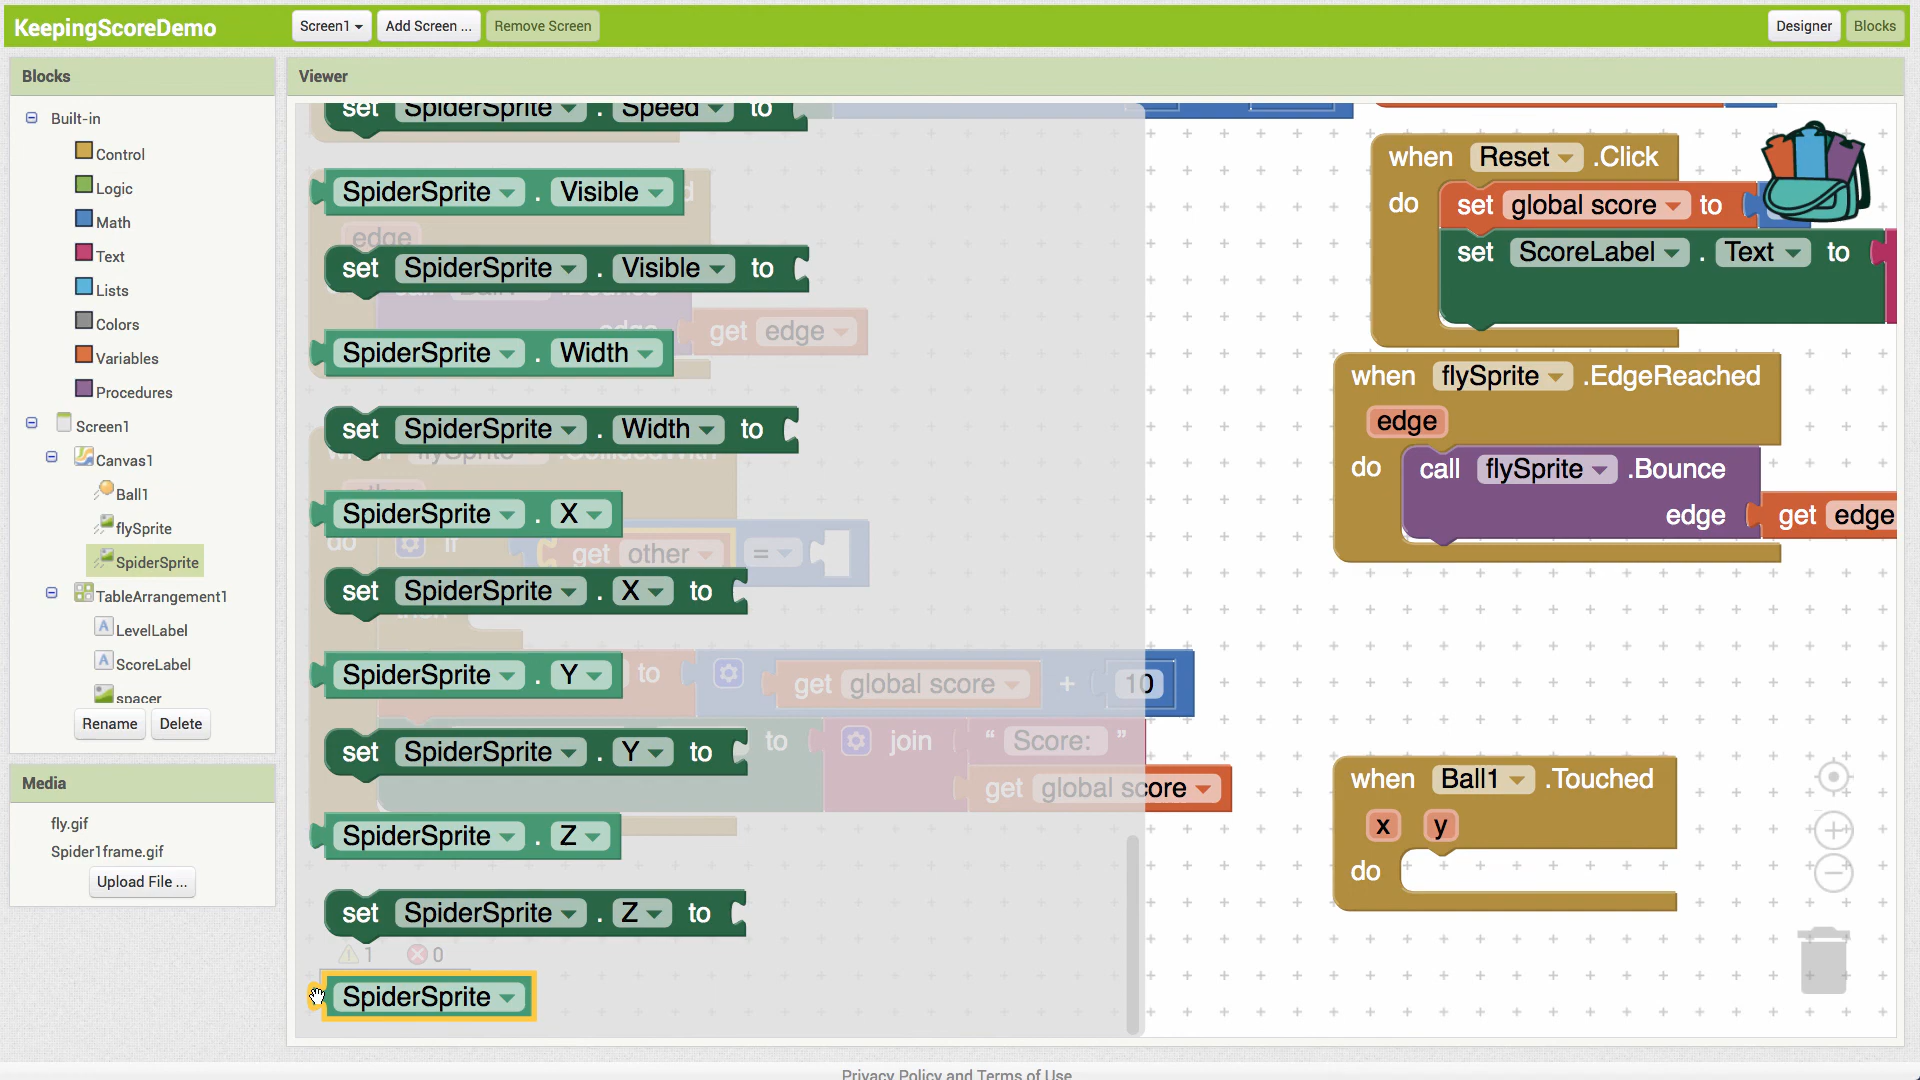 KeepingScoreDemo
Screen1
Add Screen ...
Remove Screen
Designer
Blocks
Blocks
Built-in
Control
Logic
Math
Text
Lists
Colors
Variables
Procedures
Screen1
Canvas1
Ball1
flySprite
SpiderSprite
TableArrangement1
LevelLabel
ScoreLabel
spacer
Rename
Delete
Media
fly.gif
Spider1frame.gif
Upload File ...
Viewer
set SpiderSprite . Speed to
SpiderSprite . Visible
edge
set SpiderSprite . Visible to
get edge
SpiderSprite . Width
set SpiderSprite . Width to
SpiderSprite . X
do if get other =
set SpiderSprite . X to
SpiderSprite . Y
to get global score + 10
set SpiderSprite . Y to
to join " Score: "
get global score
SpiderSprite . Z
set SpiderSprite . Z to
1 0
SpiderSprite
when Reset .Click
do set global score to
set ScoreLabel . Text to
when flySprite .EdgeReached
edge
do call flySprite .Bounce
edge get edge
when Ball1 .Touched
x y
do
Privacy Policy and Terms of Use